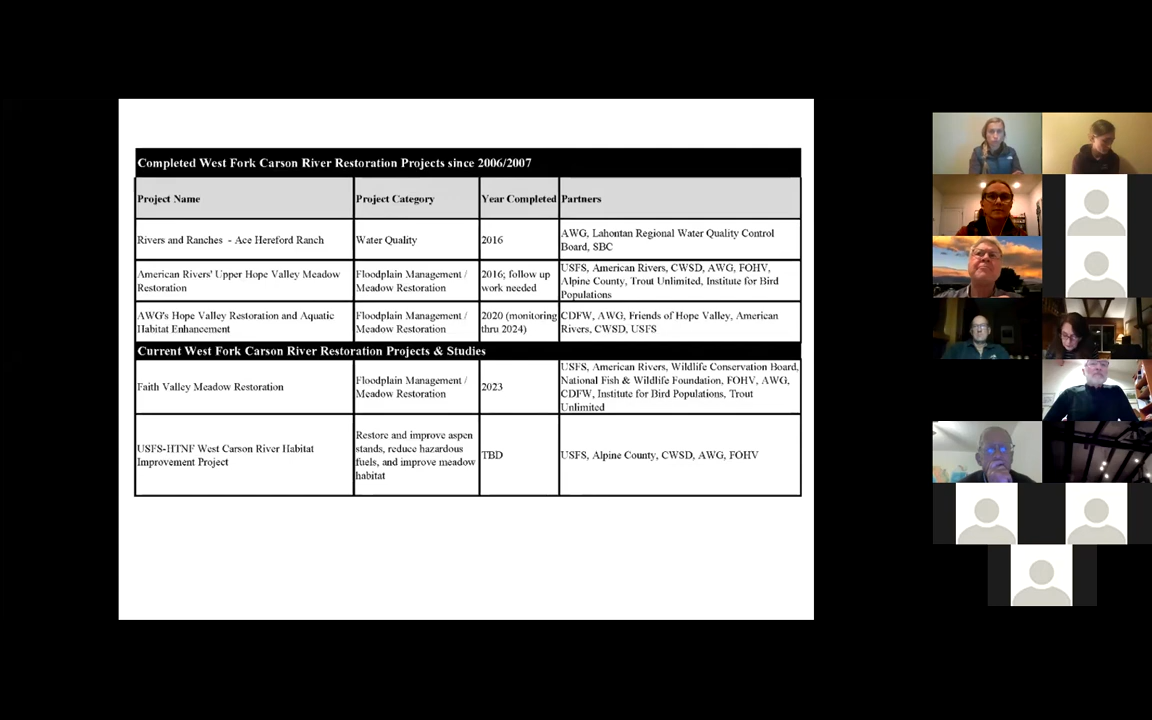 Completed West Fork Carson River Restoration Projects since 2006/2007
Project Name
Project Category
Year Completed
Partners
Rivers and Ranches - Ace Hereford Ranch
Water Quality
2016
AWG, Lahontan Regional Water Quality Control
Board, SBC
American Rivers' Upper Hope Valley Meadow
Restoration
Floodplain Management /
Meadow Restoration
2016; follow up
work needed
USFS, American Rivers, CWSD, AWG, FOHV,
Alpine County, Trout Unlimited, Institute for Bird
Populations
AWG's Hope Valley Restoration and Aquatic
Habitat Enhancement
Floodplain Management /
Meadow Restoration
2020 (monitoring
thru 2024)
CDFW, AWG, Friends of Hope Valley, American
Rivers, CWSD, USFS
Current West Fork Carson River Restoration Projects & Studies
Faith Valley Meadow Restoration
Floodplain Management /
Meadow Restoration
2023
USFS, American Rivers, Wildlife Conservation Board,
National Fish & Wildlife Foundation, FOHV, AWG,
CDFW, Institute for Bird Populations, Trout
Unlimited
USFS-HTNF West Carson River Habitat
Improvement Project
Restore and improve aspen
stands, reduce hazardous
fuels, and improve meadow
habitat
TBD
USFS, Alpine County, CWSD, AWG, FOHV